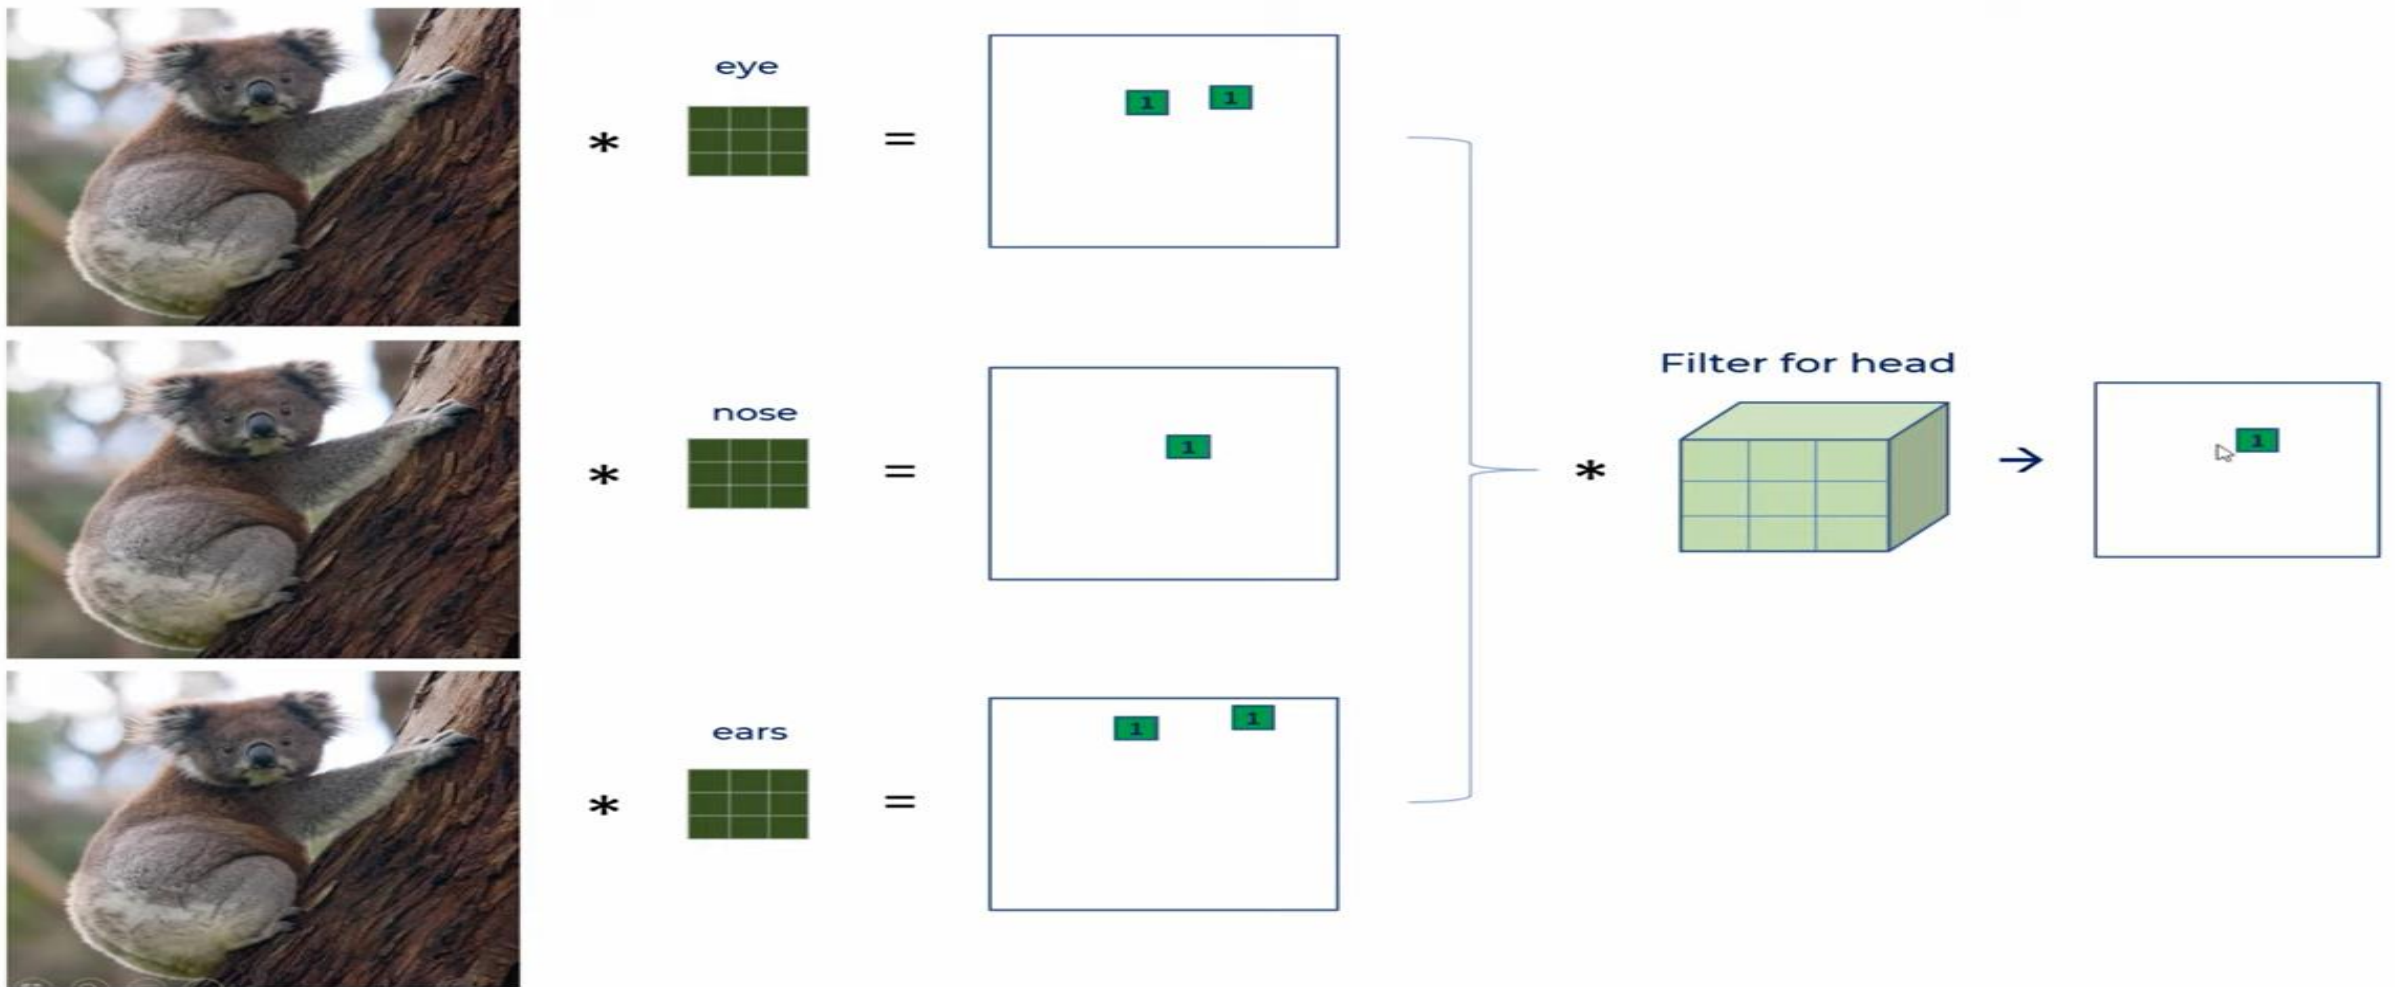 eye
* = 1 1
nose
* = 1
ears
* = 1 1
Filter for head
* → 1